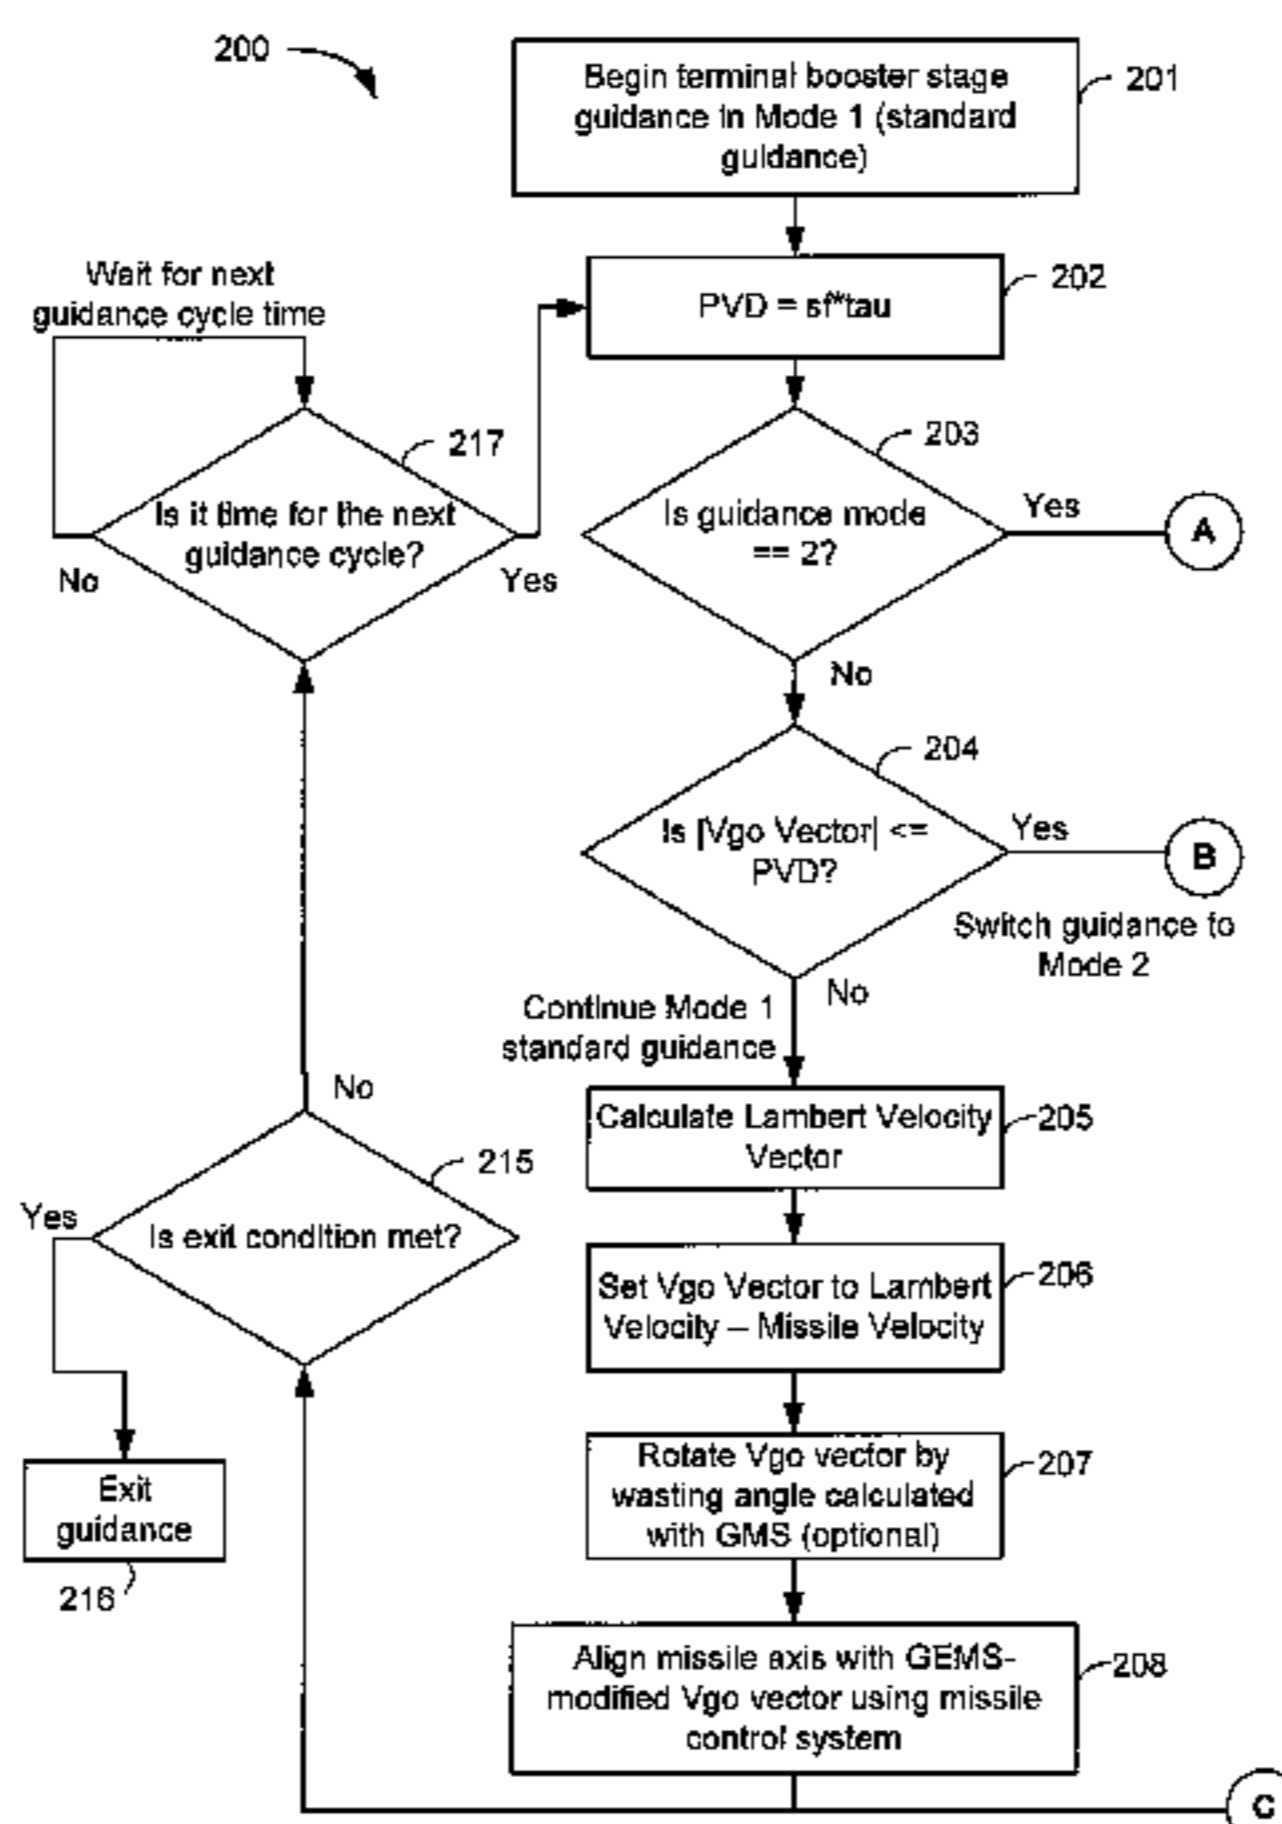 200
Begin terminal booster stage
guidance in Mode 1 (standard
guidance)
201
Wait for next
guidance cycle time
PVD = sf*tau
202
217
Is it time for the next
guidance cycle?
No
Yes
203
Is guidance mode
== 2?
Yes
A
No
204
Is |Vgo Vector| <=
PVD?
Yes
B
Switch guidance to
Mode 2
No
Continue Mode 1
standard guidance
Calculate Lambert Velocity
Vector
205
No
215
Is exit condition met?
Yes
Set Vgo Vector to Lambert
Velocity – Missile Velocity
206
Rotate Vgo vector by
wasting angle calculated
with GMS (optional)
207
Exit
guidance
216
Align missile axis with GEMS-
modified Vgo vector using missile
control system
208
C